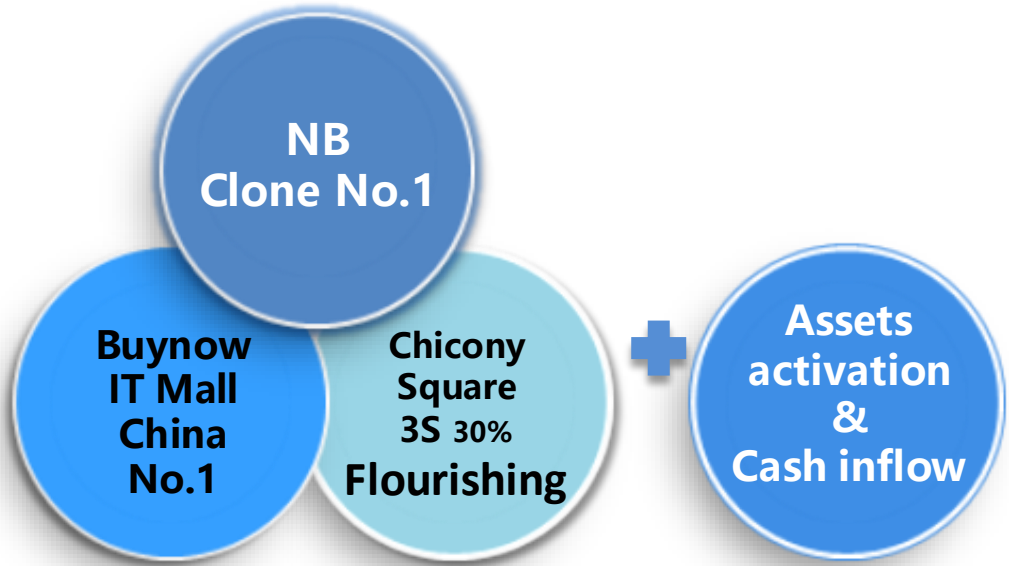 NB
Clone No.1
Buynow
IT Mall
China
No.1
Chicony
Square
3S 30%
Flourishing
Assets
activation
&
Cash inflow